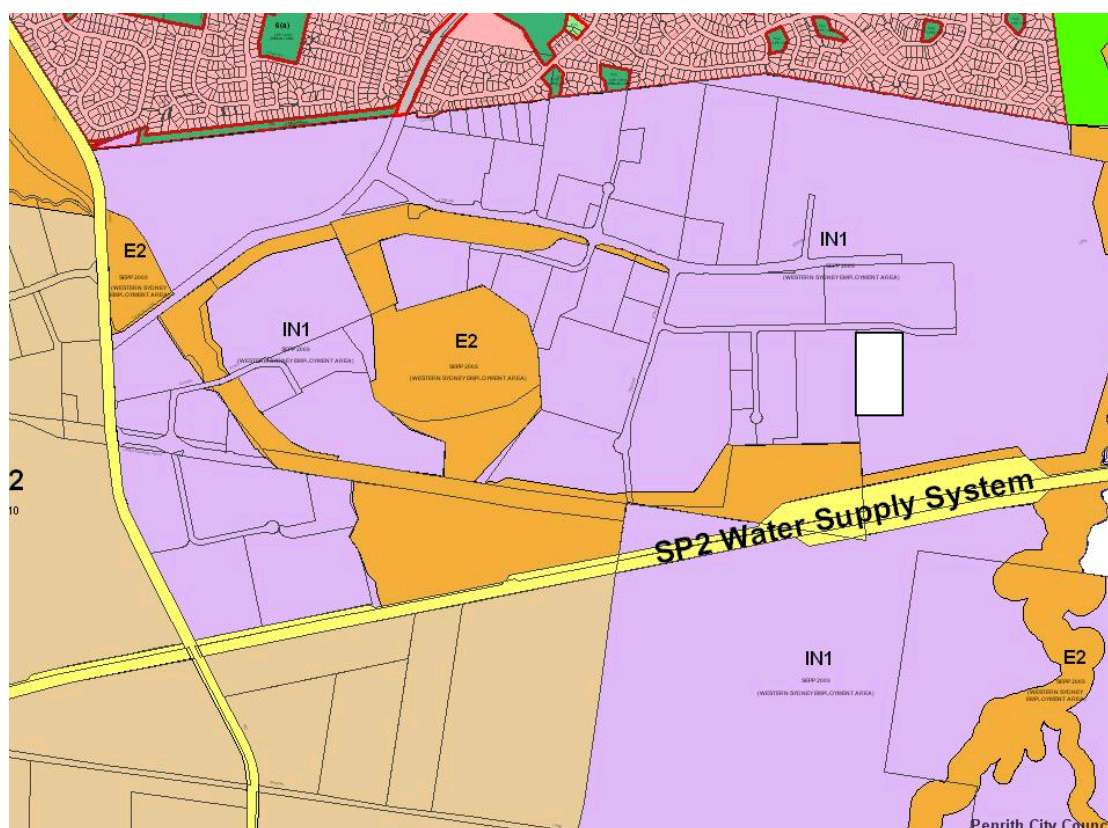 6(a)
E2
SEPP 2009
(WESTERN SYDNEY
EMPLOYMENT AREA)
IN1
SEPP 2009
(WESTERN SYDNEY EMPLOYMENT AREA)
IN1
SEPP 2009
(WESTERN SYDNEY EMPLOYMENT AREA)
E2
SEPP 2009
(WESTERN SYDNEY EMPLOYMENT AREA)
2
10
SP2 Water Supply System
IN1
SEPP 2009
(WESTERN SYDNEY EMPLOYMENT AREA)
E2
SEPP 2009
(WESTERN SYDNEY
EMPLOYMENT AREA)
Penrith City Counc